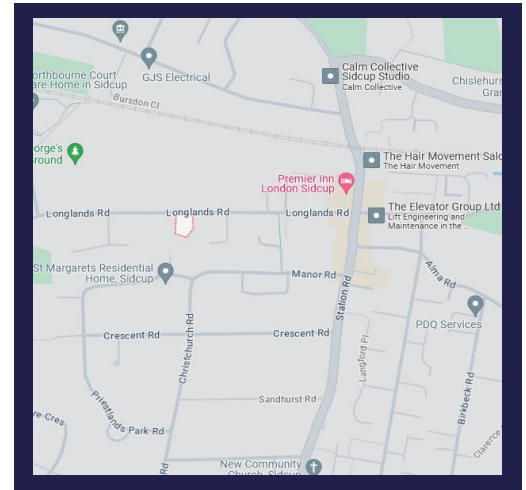 Calm Collective
Sidcup Studio
Calm Collective
GJS Electrical
orthbourne Court
are Home in Sidcup
Chislehurs
Gran
Bursdon Cl
orge's
round
The Hair Movement Salo
The Hair Movement
Premier Inn
London Sidcup
Longlands Rd
Longlands Rd
Longlands Rd
The Elevator Group Ltd
Lift Engineering and
Maintenance in the ...
St Margarets Residential
Home, Sidcup
Manor Rd
Alma Rd
Station Rd
PDQ Services
Crescent Rd
Crescent Rd
Christchurch Rd
Langford Pl
Birkbeck Rd
Sandhurst Rd
Priestlands Park Rd
re Cres
Clarence
Rd
New Community
Church, Sidcup